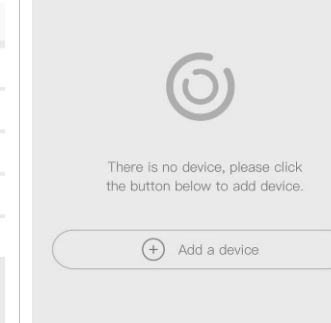 There is no device, please click
the button below to add device.
Add a device